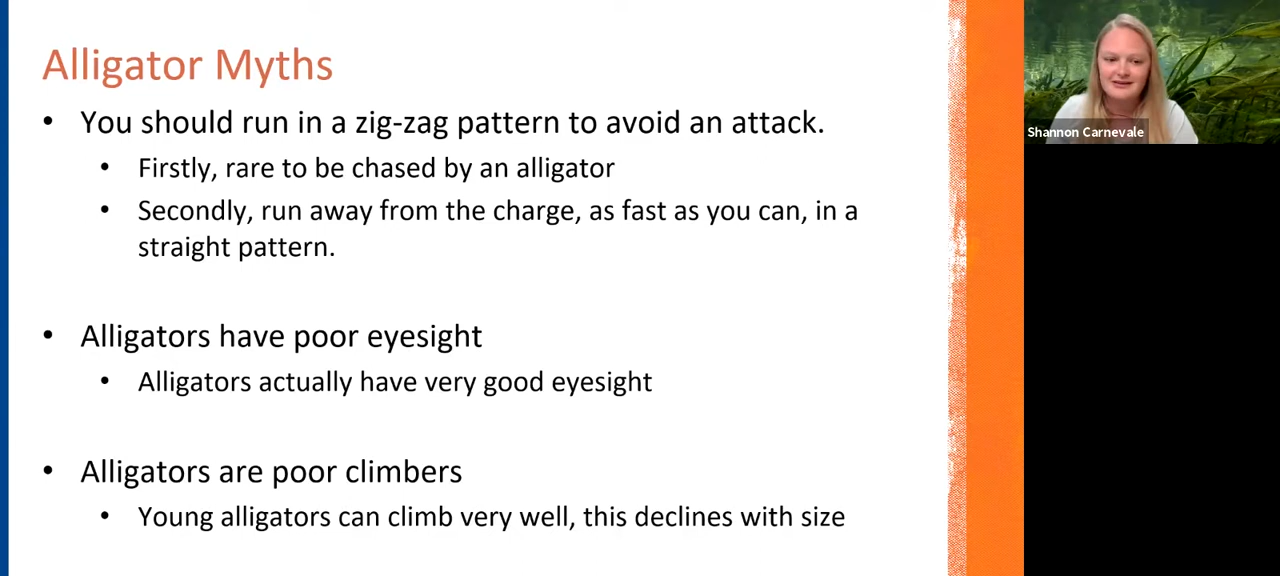 Alligator Myths
• You should run in a zig-zag pattern to avoid an attack.
• Firstly, rare to be chased by an alligator
• Secondly, run away from the charge, as fast as you can, in a
straight pattern.
• Alligators have poor eyesight
• Alligators actually have very good eyesight
• Alligators are poor climbers
• Young alligators can climb very well, this declines with size
Shannon Carnevale